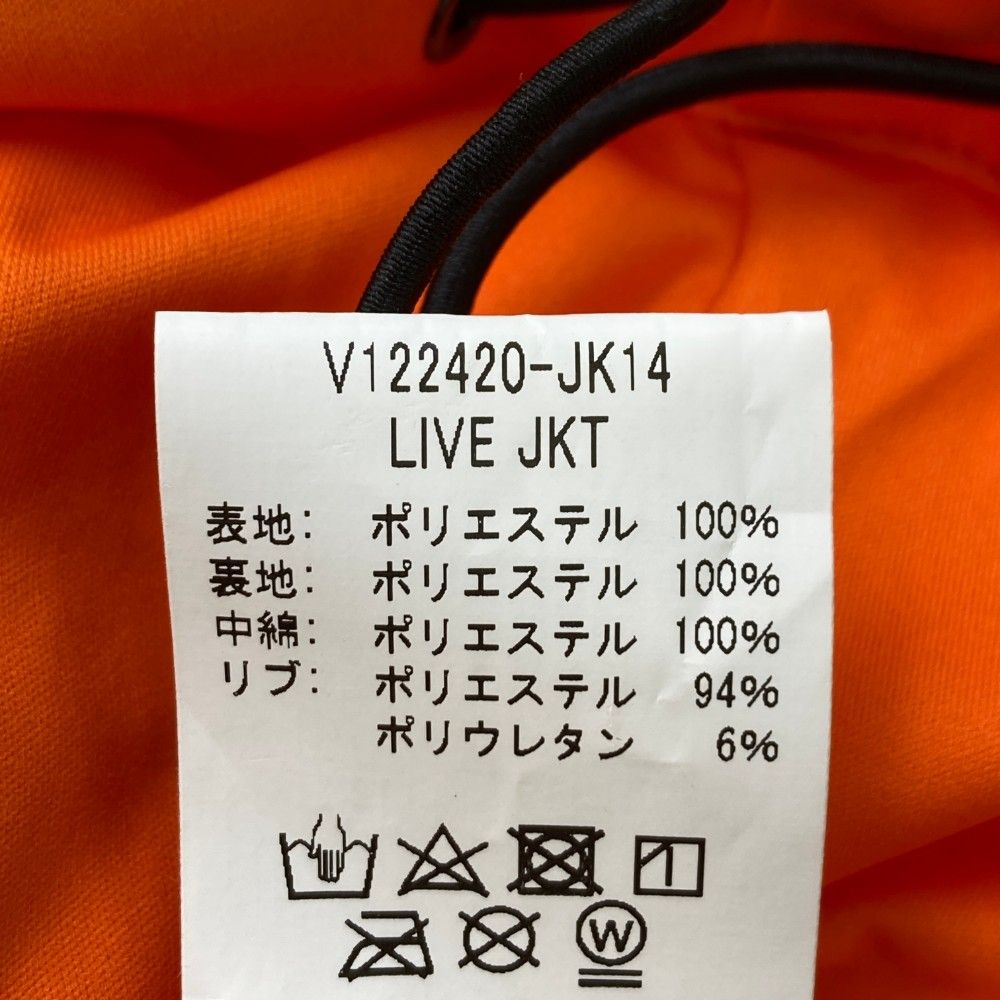 V122420-JK14
LIVE JKT
表地: ポリエステル 100%
裏地: ポリエステル 100%
中綿: ポリエステル 100%
リブ: ポリエステル 94%
ポリウレタン 6%
W